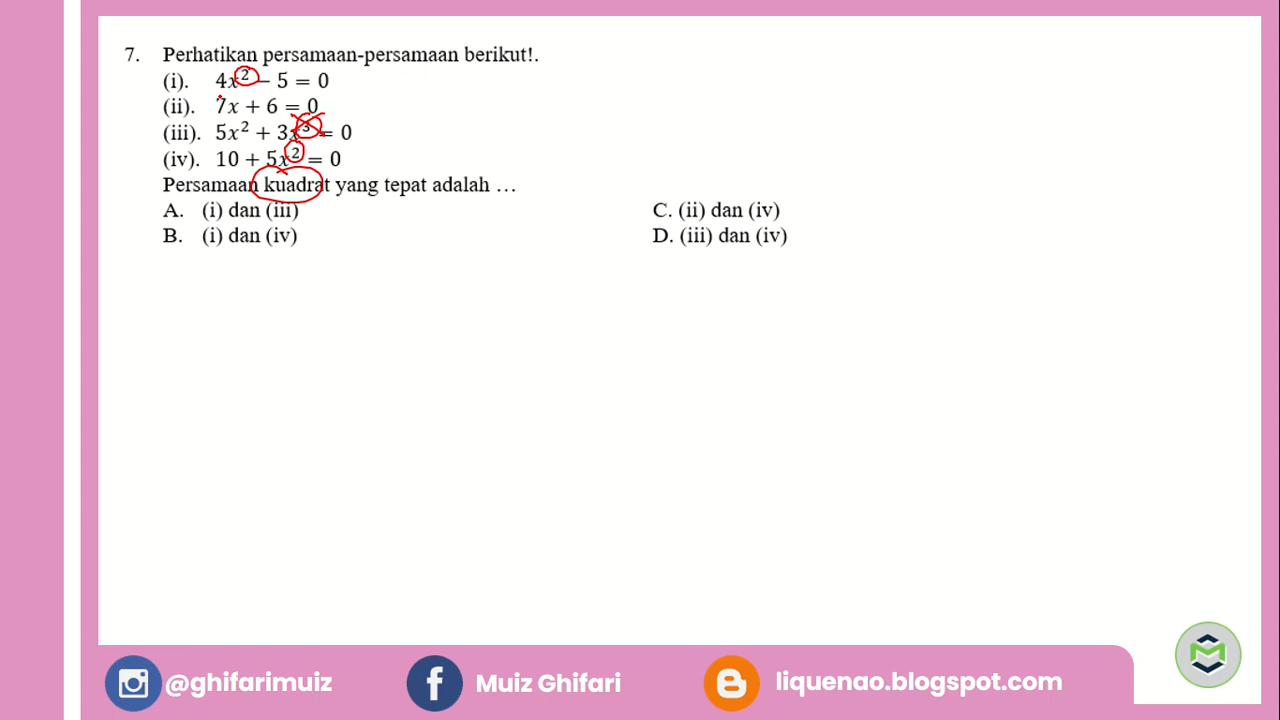 7. Perhatikan persamaan-persamaan berikut!.
(i). 4x² − 5 = 0
(ii). 7x + 6 = 0
(iii). 5x² + 3x³ = 0
(iv). 10 + 5x² = 0
Persamaan kuadrat yang tepat adalah …
A. (i) dan (iii) C. (ii) dan (iv)
B. (i) dan (iv) D. (iii) dan (iv)
@ghifarimuiz Muiz Ghifari liquenao.blogspot.com